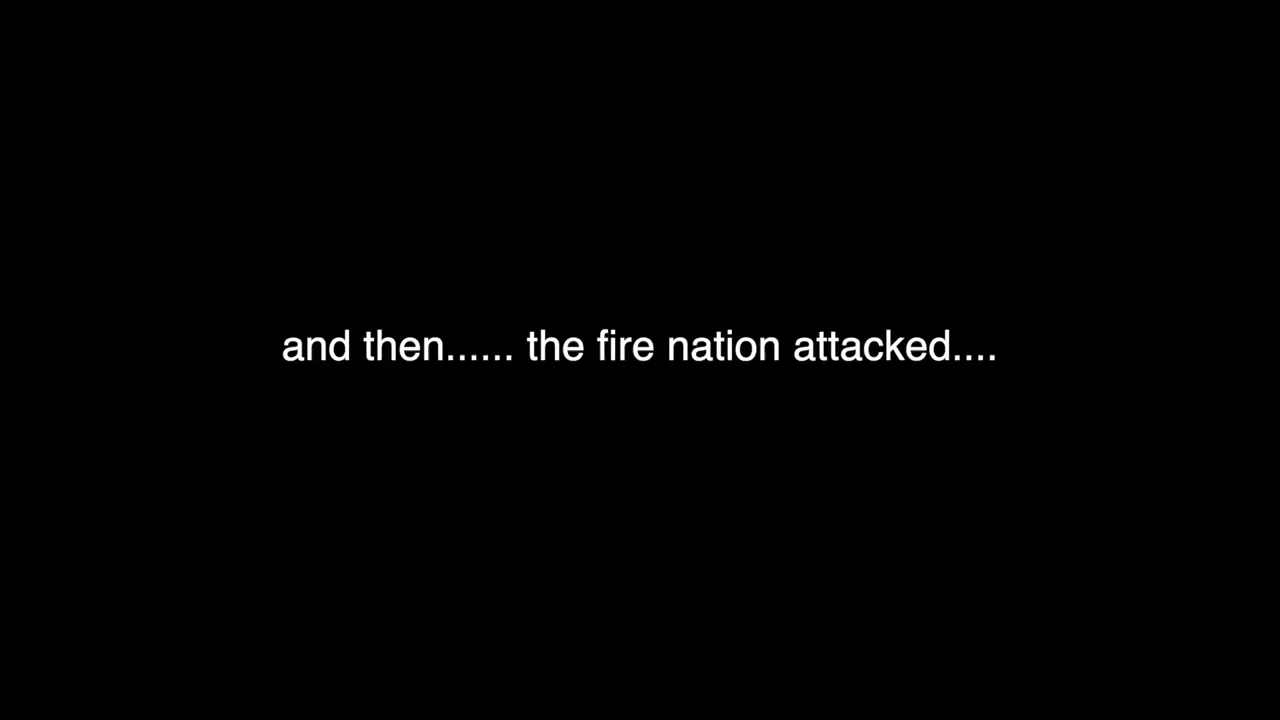 and then...... the fire nation attacked....